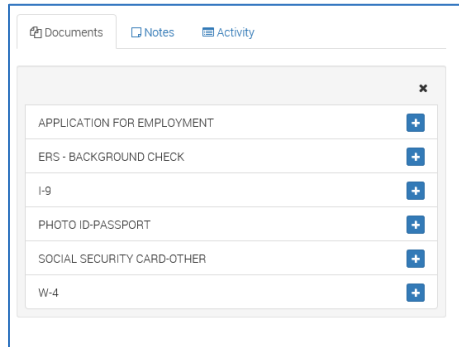 Documents Notes Activity
APPLICATION FOR EMPLOYMENT
ERS - BACKGROUND CHECK
I-9
PHOTO ID-PASSPORT
SOCIAL SECURITY CARD-OTHER
W-4